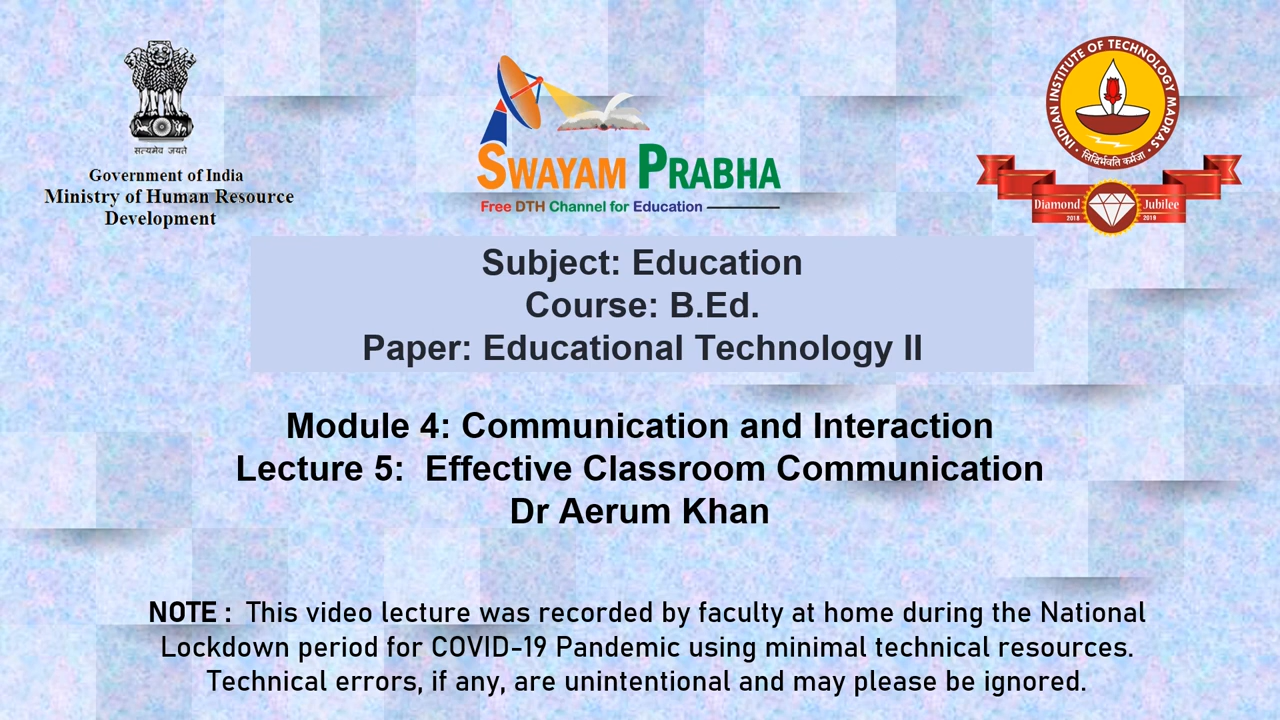 सत्यमेव जयते
Government of India
Ministry of Human Resource
Development
SWAYAM PRABHA
Free DTH Channel for Education
INDIAN INSTITUTE OF TECHNOLOGY MADRAS
सिद्धिर्भवति कर्मजा
Diamond Jubilee
2018 2019
Subject: Education
Course: B.Ed.
Paper: Educational Technology II
Module 4: Communication and Interaction
Lecture 5:  Effective Classroom Communication
Dr Aerum Khan
NOTE :  This video lecture was recorded by faculty at home during the National
Lockdown period for COVID-19 Pandemic using minimal technical resources.
Technical errors, if any, are unintentional and may please be ignored.